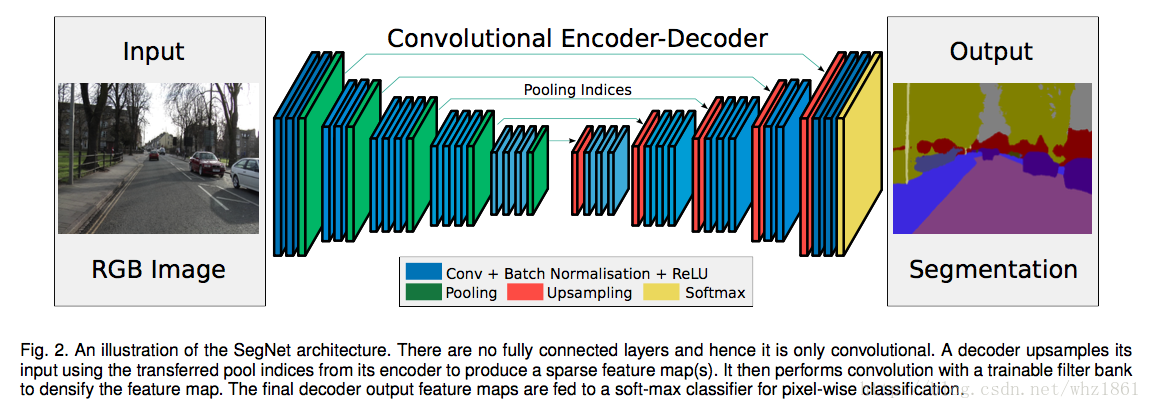 Input
Convolutional Encoder-Decoder
Output
Pooling Indices
RGB Image
Segmentation
Conv + Batch Normalisation + ReLU
Pooling
Upsampling
Softmax
Fig. 2. An illustration of the SegNet architecture. There are no fully connected layers and hence it is only convolutional. A decoder upsamples its
input using the transferred pool indices from its encoder to produce a sparse feature map(s). It then performs convolution with a trainable filter bank
to densify the feature map. The final decoder output feature maps are fed to a soft-max classifier for pixel-wise classification.
http://blog.csdn.net/whz1861